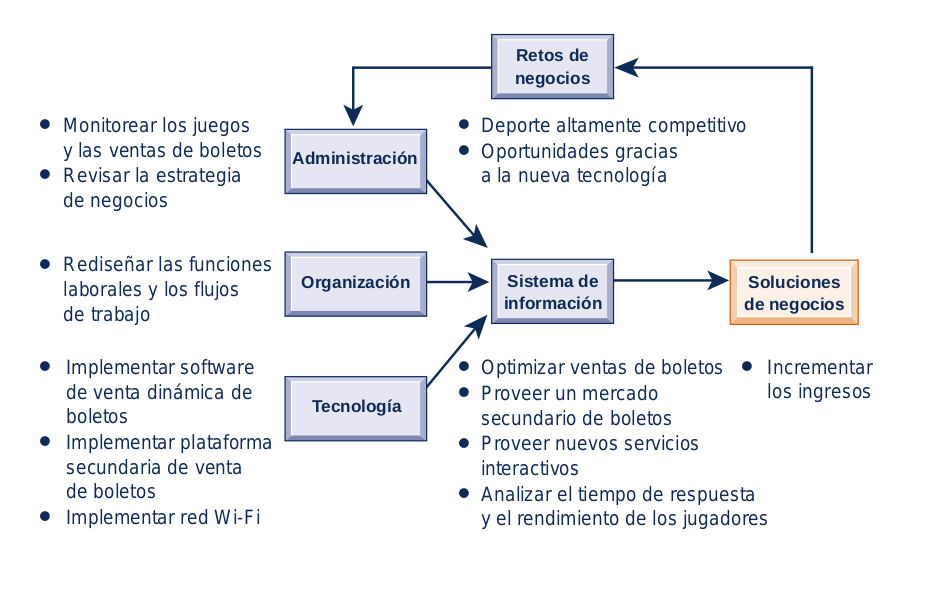 Retos de
negocios
• Monitorear los juegos
y las ventas de boletos
• Revisar la estrategia
de negocios
Administración
• Deporte altamente competitivo
• Oportunidades gracias
a la nueva tecnología
• Rediseñar las funciones
laborales y los flujos
de trabajo
Organización
Sistema de
información
Soluciones
de negocios
• Implementar software
de venta dinámica de
boletos
• Implementar plataforma
secundaria de venta
de boletos
• Implementar red Wi-Fi
Tecnología
• Optimizar ventas de boletos
• Proveer un mercado
secundario de boletos
• Proveer nuevos servicios
interactivos
• Analizar el tiempo de respuesta
y el rendimiento de los jugadores
• Incrementar
los ingresos